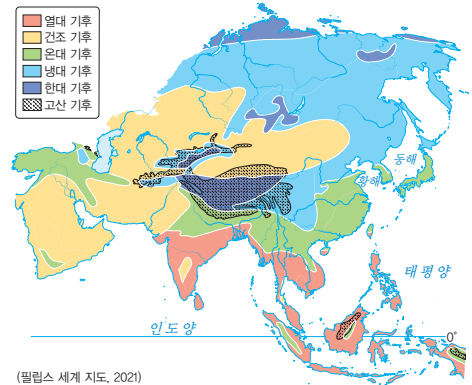 열대 기후
건조 기후
온대 기후
냉대 기후
한대 기후
고산 기후
동해
황해
태평양
인도양
0°
(필립스 세계 지도, 2021)